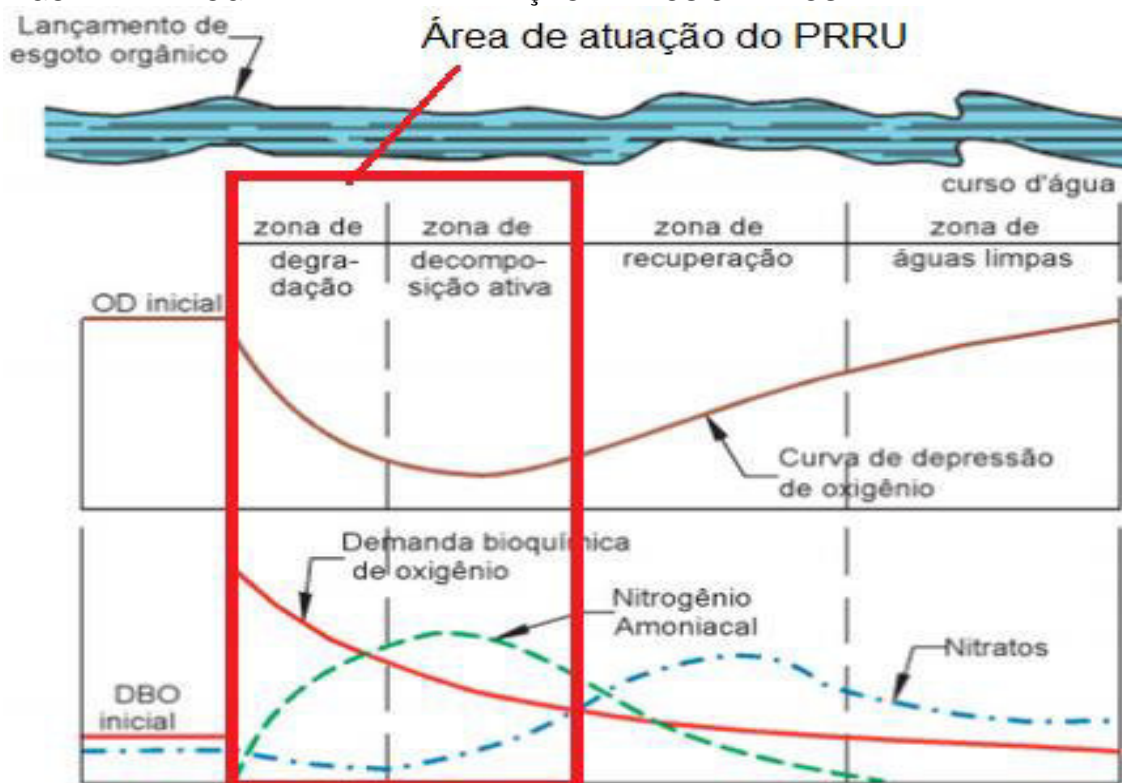 Lançamento de
esgoto orgânico
Área de atuação do PRRU
curso d'água
zona de
degra-
dação
zona de
decompo-
sição ativa
zona de
recuperação
zona de
águas limpas
OD inicial
Curva de depressão
de oxigênio
Demanda bioquímica
de oxigênio
Nitrogênio
Amoniacal
Nitratos
DBO
inicial